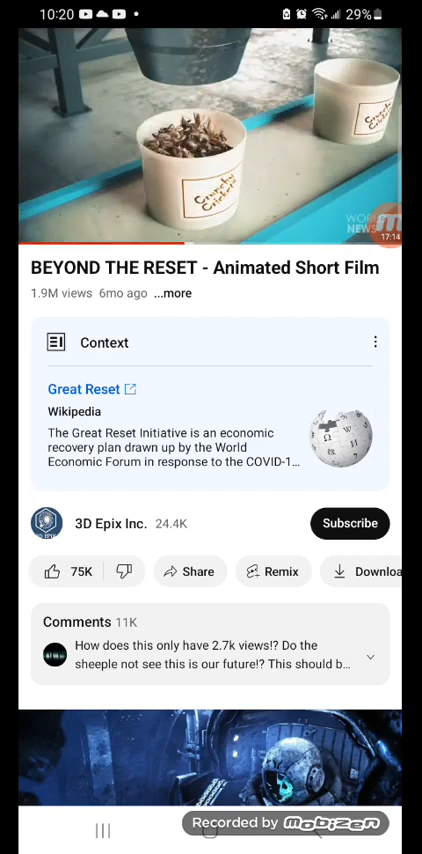 10:20
29%
Crunchy
Crickets
Crunchy
WORLD
NEWS
17:14
BEYOND THE RESET - Animated Short Film
1.9M views 6mo ago ...more
Context
Great Reset
Wikipedia
The Great Reset Initiative is an economic
recovery plan drawn up by the World
Economic Forum in response to the COVID-1...
3D Epix Inc. 24.4K
Subscribe
75K
Share
Remix
Downloa
Comments 11K
How does this only have 2.7k views!? Do the
sheeple not see this is our future!? This should b...
Recorded by mobizen